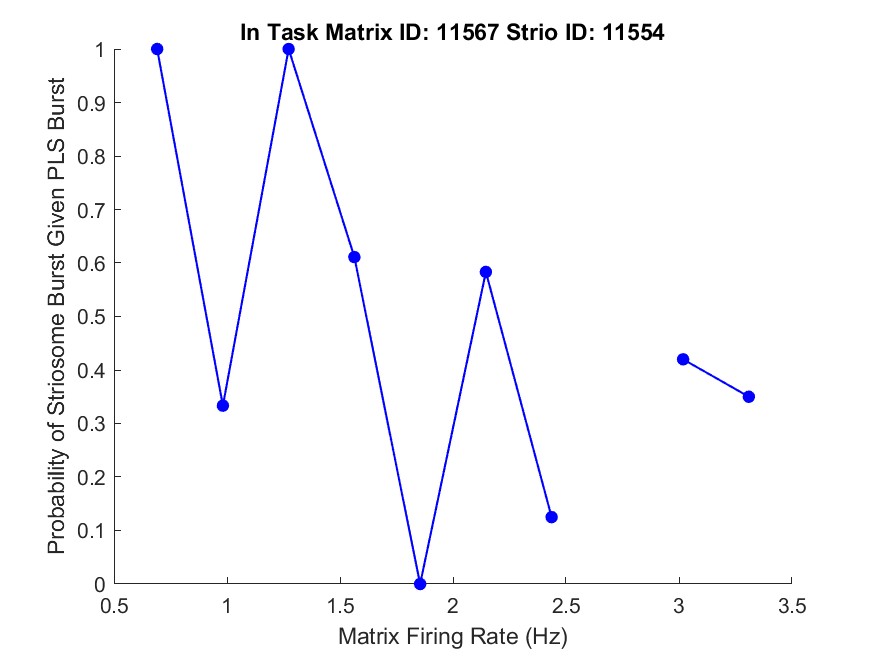 In Task Matrix ID: 11567 Strio ID: 11554
Probability of Striosome Burst Given PLS Burst
1
0.9
0.8
0.7
0.6
0.5
0.4
0.3
0.2
0.1
0
0.5 1 1.5 2 2.5 3 3.5
Matrix Firing Rate (Hz)